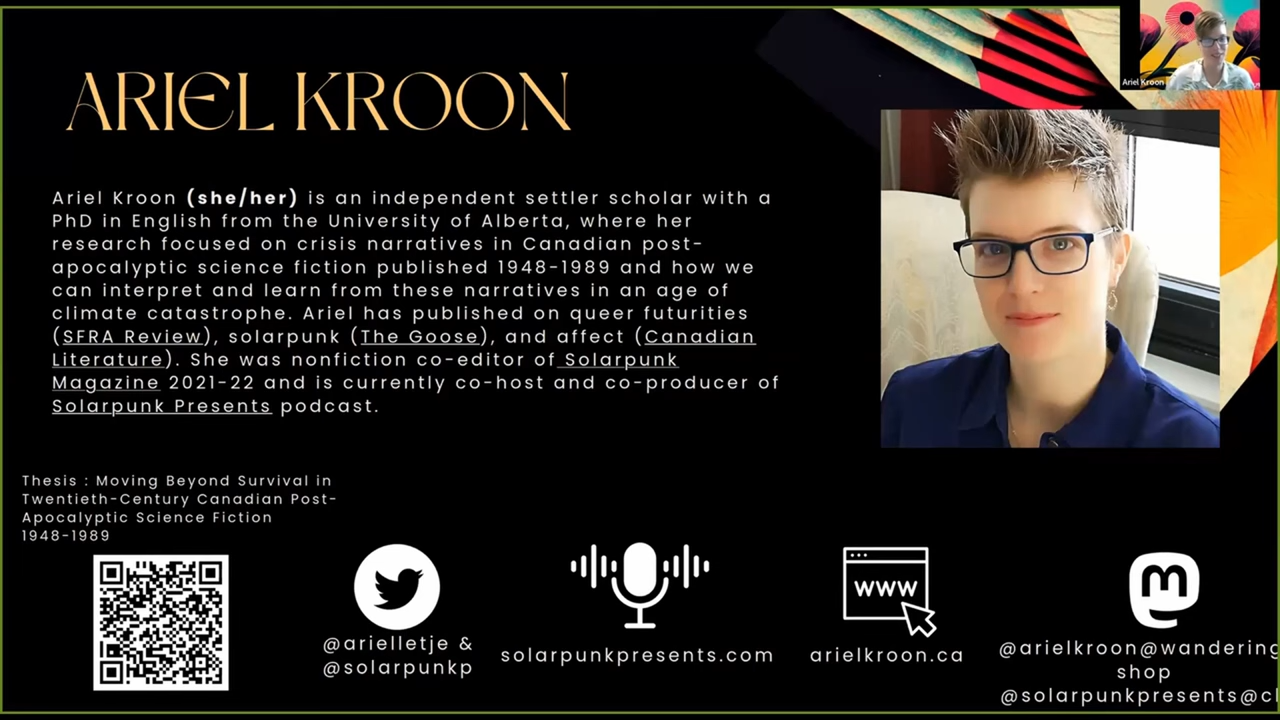 Ariel Kroon
ARIEL KROON
Ariel Kroon (she/her) is an independent settler scholar with a
PhD in English from the University of Alberta, where her
research focused on crisis narratives in Canadian post-
apocalyptic science fiction published 1948-1989 and how we
can interpret and learn from these narratives in an age of
climate catastrophe. Ariel has published on queer futurities
(SFRA Review), solarpunk (The Goose), and affect (Canadian
Literature). She was nonfiction co-editor of Solarpunk
Magazine 2021-22 and is currently co-host and co-producer of
Solarpunk Presents podcast.
Thesis : Moving Beyond Survival in
Twentieth-Century Canadian Post-
Apocalyptic Science Fiction
1948-1989
@arielletje &
@solarpunkp
solarpunkpresents.com
www
arielkroon.ca
m
@arielkroon@wandering
shop
@solarpunkpresents@cl